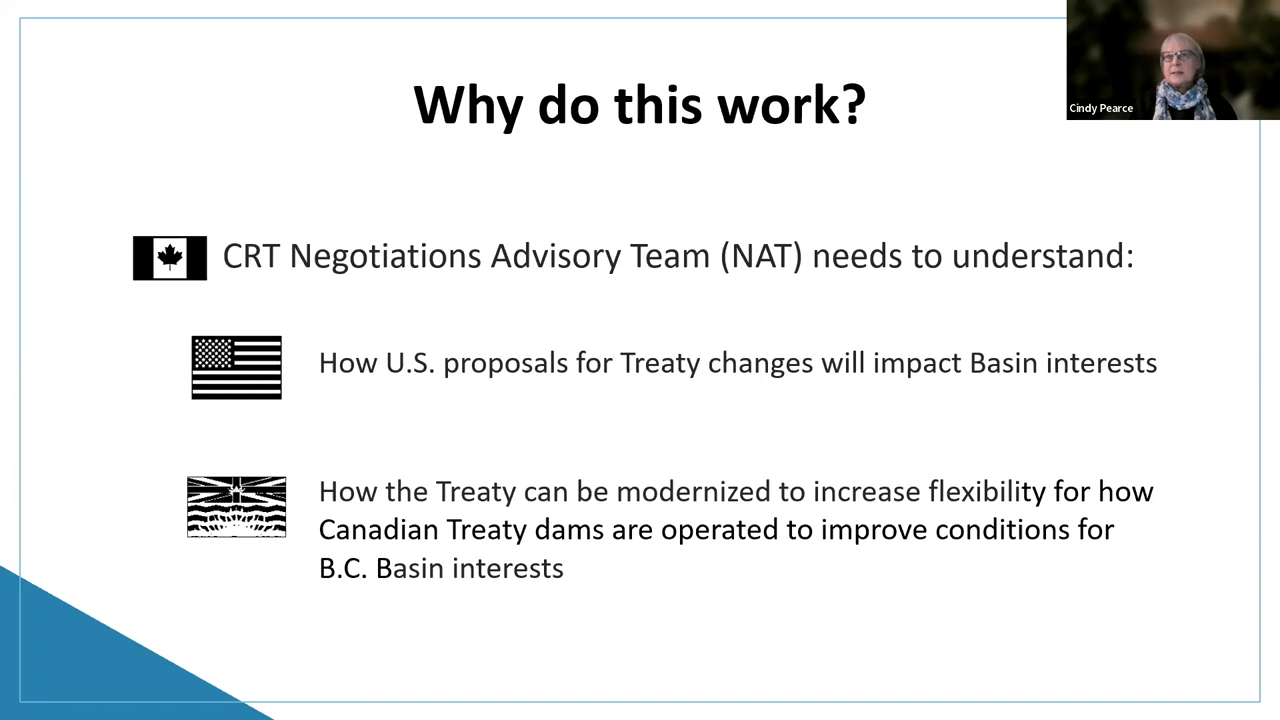 Why do this work?
Cindy Pearce
CRT Negotiations Advisory Team (NAT) needs to understand:
How U.S. proposals for Treaty changes will impact Basin interests
How the Treaty can be modernized to increase flexibility for how
Canadian Treaty dams are operated to improve conditions for
B.C. Basin interests